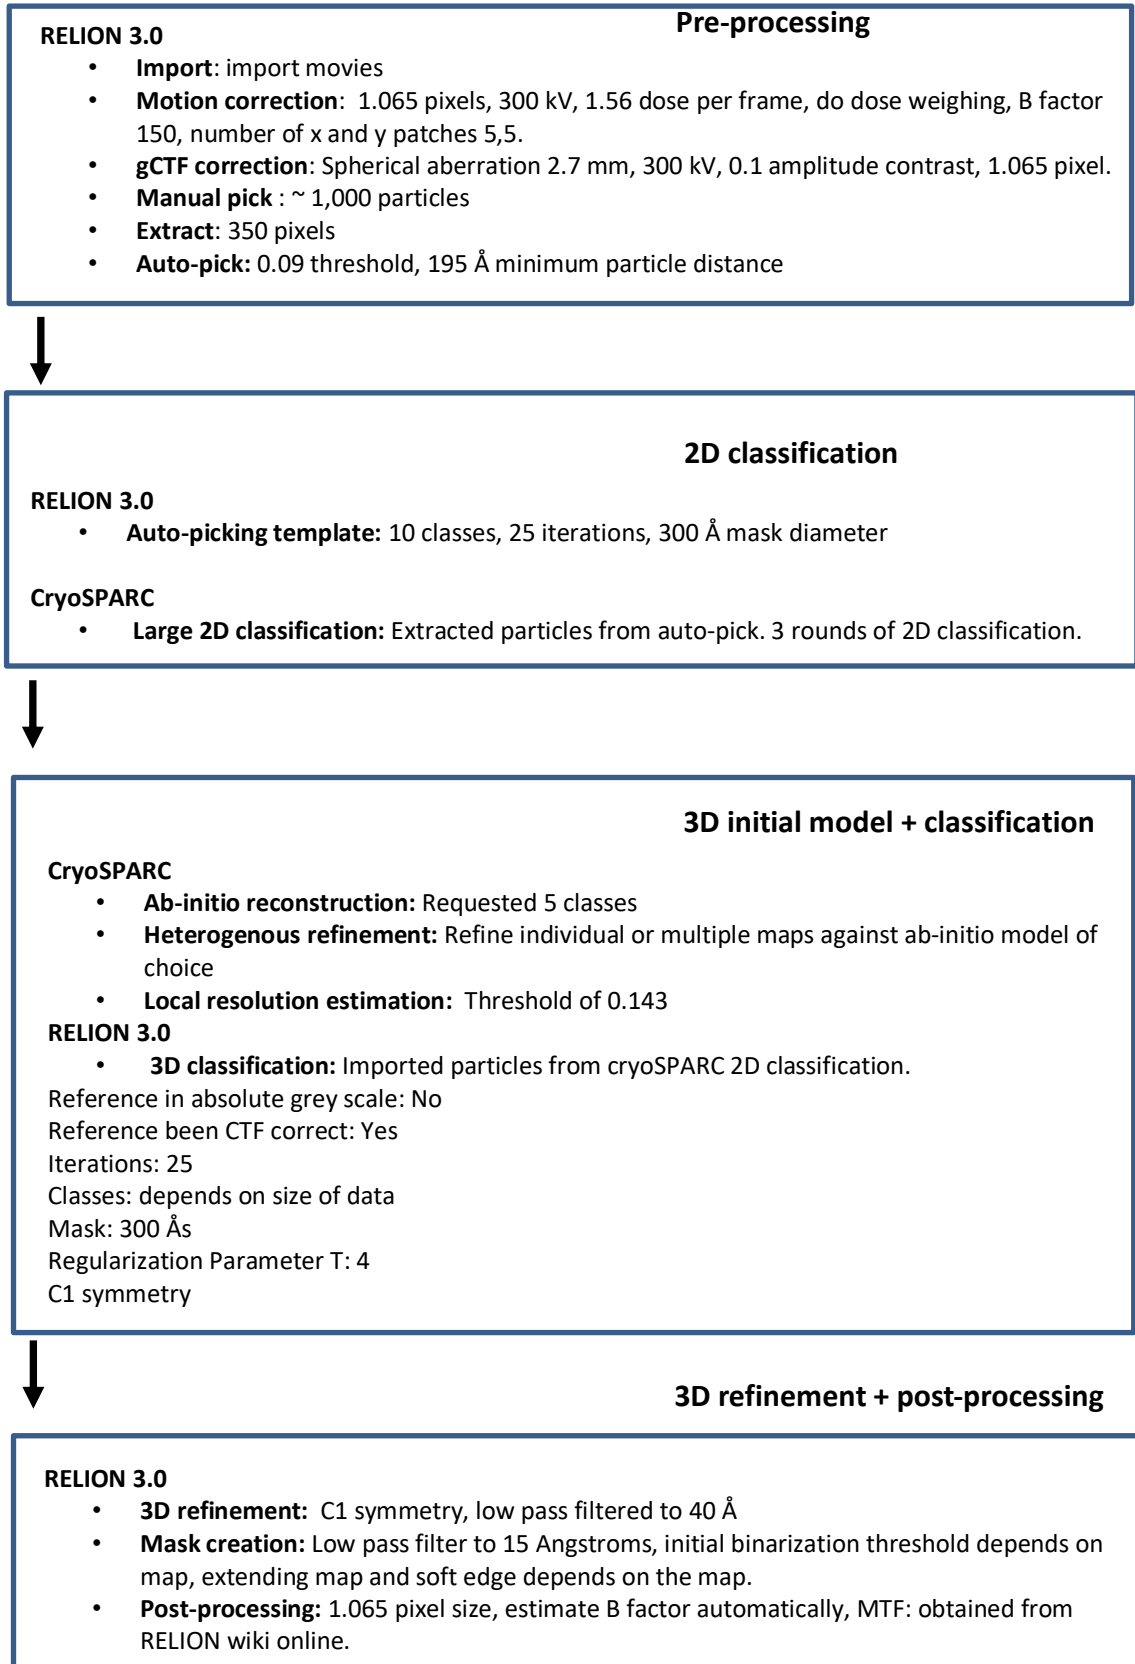 Pre-processing
RELION 3.0
• Import: import movies
• Motion correction: 1.065 pixels, 300 kV, 1.56 dose per frame, do dose weighing, B factor
150, number of x and y patches 5,5.
• gCTF correction: Spherical aberration 2.7 mm, 300 kV, 0.1 amplitude contrast, 1.065 pixel.
• Manual pick : ~ 1,000 particles
• Extract: 350 pixels
• Auto-pick: 0.09 threshold, 195 Å minimum particle distance
2D classification
RELION 3.0
• Auto-picking template: 10 classes, 25 iterations, 300 Å mask diameter
CryoSPARC
• Large 2D classification: Extracted particles from auto-pick. 3 rounds of 2D classification.
3D initial model + classification
CryoSPARC
• Ab-initio reconstruction: Requested 5 classes
• Heterogenous refinement: Refine individual or multiple maps against ab-initio model of
choice
• Local resolution estimation: Threshold of 0.143
RELION 3.0
• 3D classification: Imported particles from cryoSPARC 2D classification.
Reference in absolute grey scale: No
Reference been CTF correct: Yes
Iterations: 25
Classes: depends on size of data
Mask: 300 Ås
Regularization Parameter T: 4
C1 symmetry
3D refinement + post-processing
RELION 3.0
• 3D refinement: C1 symmetry, low pass filtered to 40 Å
• Mask creation: Low pass filter to 15 Angstroms, initial binarization threshold depends on
map, extending map and soft edge depends on the map.
• Post-processing: 1.065 pixel size, estimate B factor automatically, MTF: obtained from
RELION wiki online.